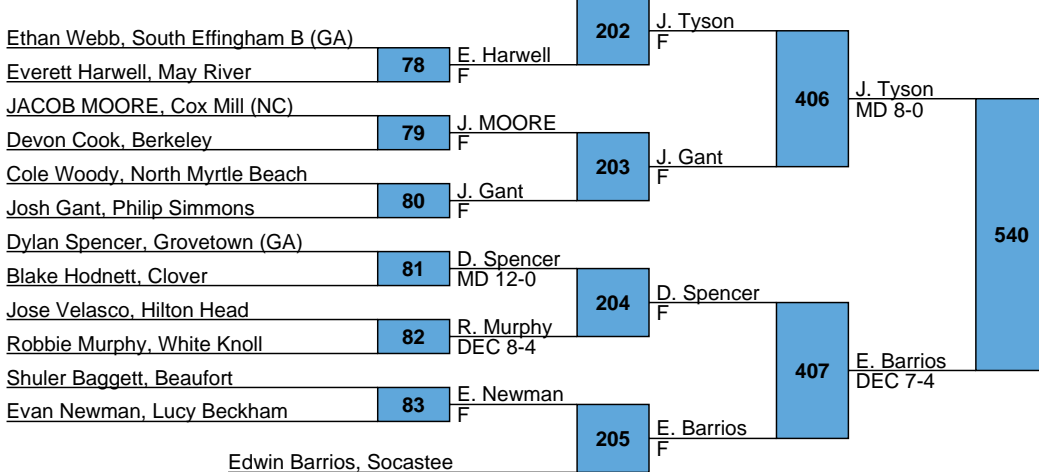 202
J. Tyson
F
Ethan Webb, South Effingham B (GA)
78
E. Harwell
F
Everett Harwell, May River
406
J. Tyson
MD 8-0
JACOB MOORE, Cox Mill (NC)
79
J. MOORE
F
Devon Cook, Berkeley
203
J. Gant
F
Cole Woody, North Myrtle Beach
80
J. Gant
F
Josh Gant, Philip Simmons
540
Dylan Spencer, Grovetown (GA)
81
D. Spencer
MD 12-0
Blake Hodnett, Clover
204
D. Spencer
F
Jose Velasco, Hilton Head
82
R. Murphy
DEC 8-4
Robbie Murphy, White Knoll
407
E. Barrios
DEC 7-4
Shuler Baggett, Beaufort
83
E. Newman
F
Evan Newman, Lucy Beckham
205
E. Barrios
F
Edwin Barrios, Socastee